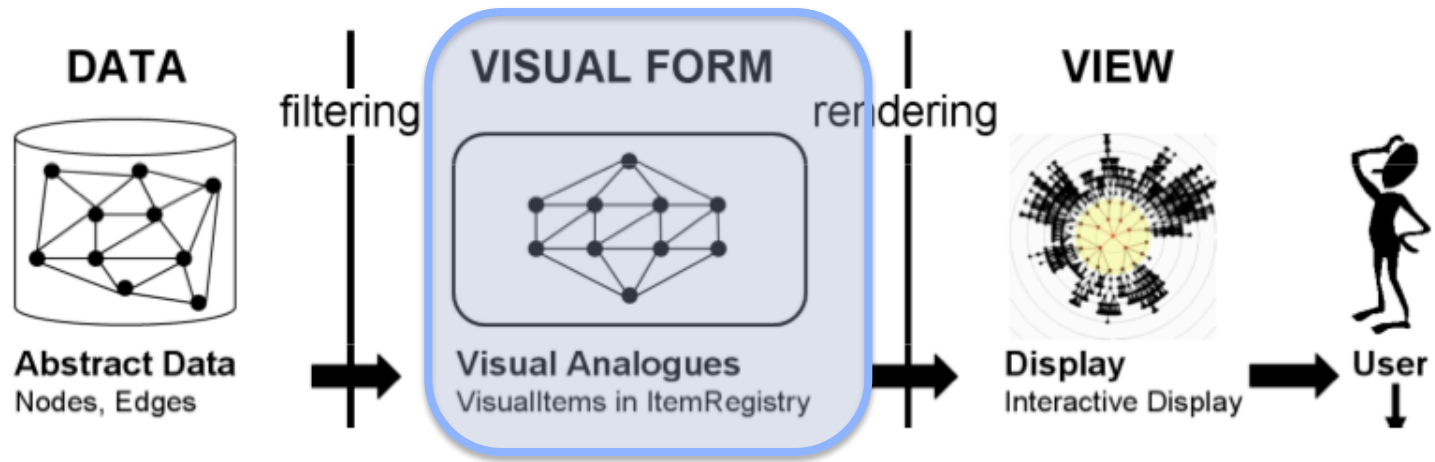 DATA
filtering
VISUAL FORM
rendering
VIEW
Abstract Data
Nodes, Edges
Visual Analogues
VisualItems in ItemRegistry
Display
Interactive Display
User